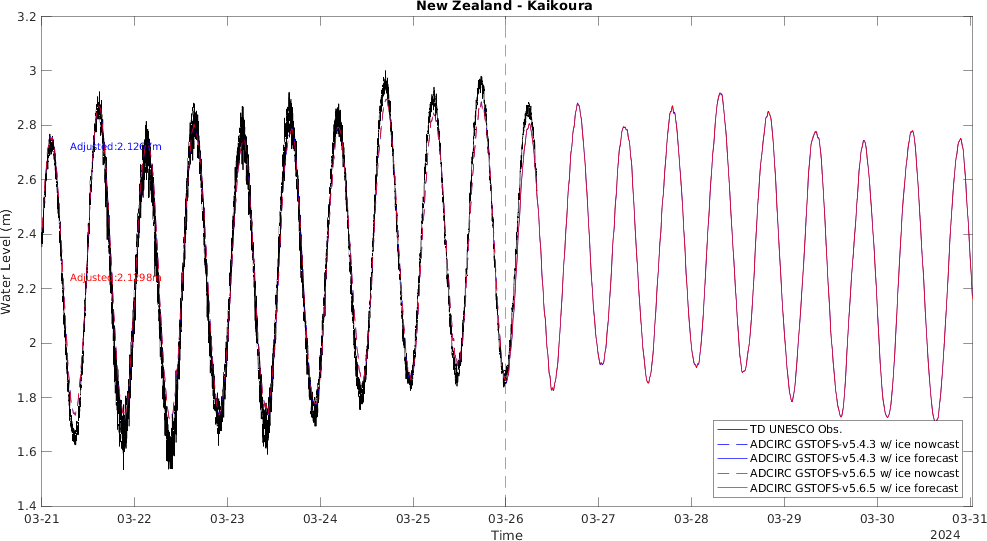 New Zealand - Kaikoura
3.2
3
2.8
2.6
2.4
2.2
2
1.8
1.6
1.4
Water Level (m)
Adjusted:2.1267m
Adjusted:2.1298m
TD UNESCO Obs.
ADCIRC GSTOFS-v5.4.3 w/ ice nowcast
ADCIRC GSTOFS-v5.4.3 w/ ice forecast
ADCIRC GSTOFS-v5.6.5 w/ ice nowcast
ADCIRC GSTOFS-v5.6.5 w/ ice forecast
03-21 03-22 03-23 03-24 03-25 03-26 03-27 03-28 03-29 03-30 03-31
Time
2024